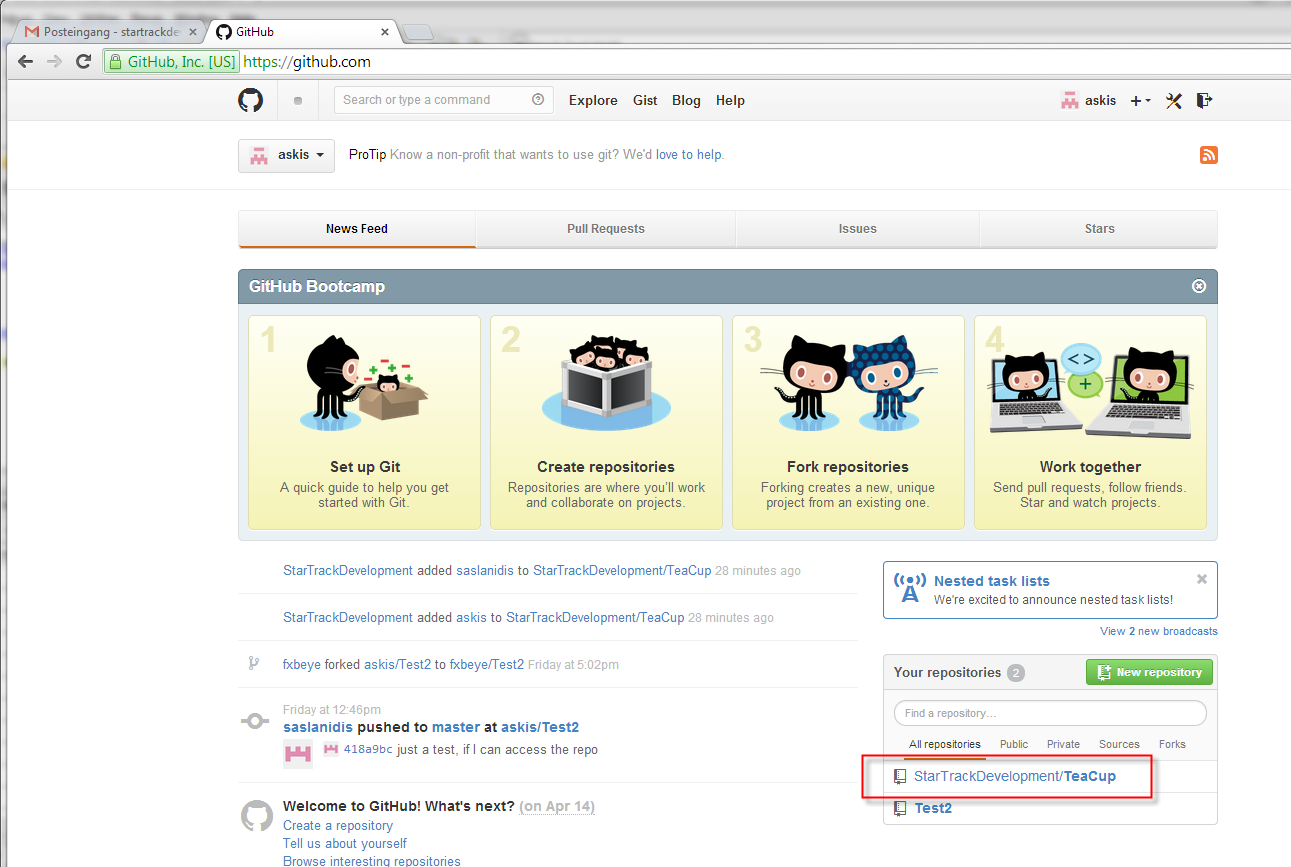 Posteingang - startrackde
GitHub
GitHub, Inc. [US] https://github.com
Search or type a command
Explore Gist Blog Help
askis
askis
ProTip Know a non-profit that wants to use git? We'd love to help.
News Feed Pull Requests Issues Stars
GitHub Bootcamp
1
Set up Git
A quick guide to help you get
started with Git.
2
Create repositories
Repositories are where you'll work
and collaborate on projects.
3
Fork repositories
Forking creates a new, unique
project from an existing one.
4
Work together
Send pull requests, follow friends.
Star and watch projects.
StarTrackDevelopment added saslanidis to StarTrackDevelopment/TeaCup 28 minutes ago
StarTrackDevelopment added askis to StarTrackDevelopment/TeaCup 28 minutes ago
fxbeye forked askis/Test2 to fxbeye/Test2 Friday at 5:02pm
Friday at 12:46pm
saslanidis pushed to master at askis/Test2
418a9bc just a test, if I can access the repo
Welcome to GitHub! What's next? (on Apr 14)
Create a repository
Tell us about yourself
Browse interesting repositories
Nested task lists
We're excited to announce nested task lists!
View 2 new broadcasts
Your repositories 2
New repository
Find a repository...
All repositories Public Private Sources Forks
StarTrackDevelopment/TeaCup
Test2